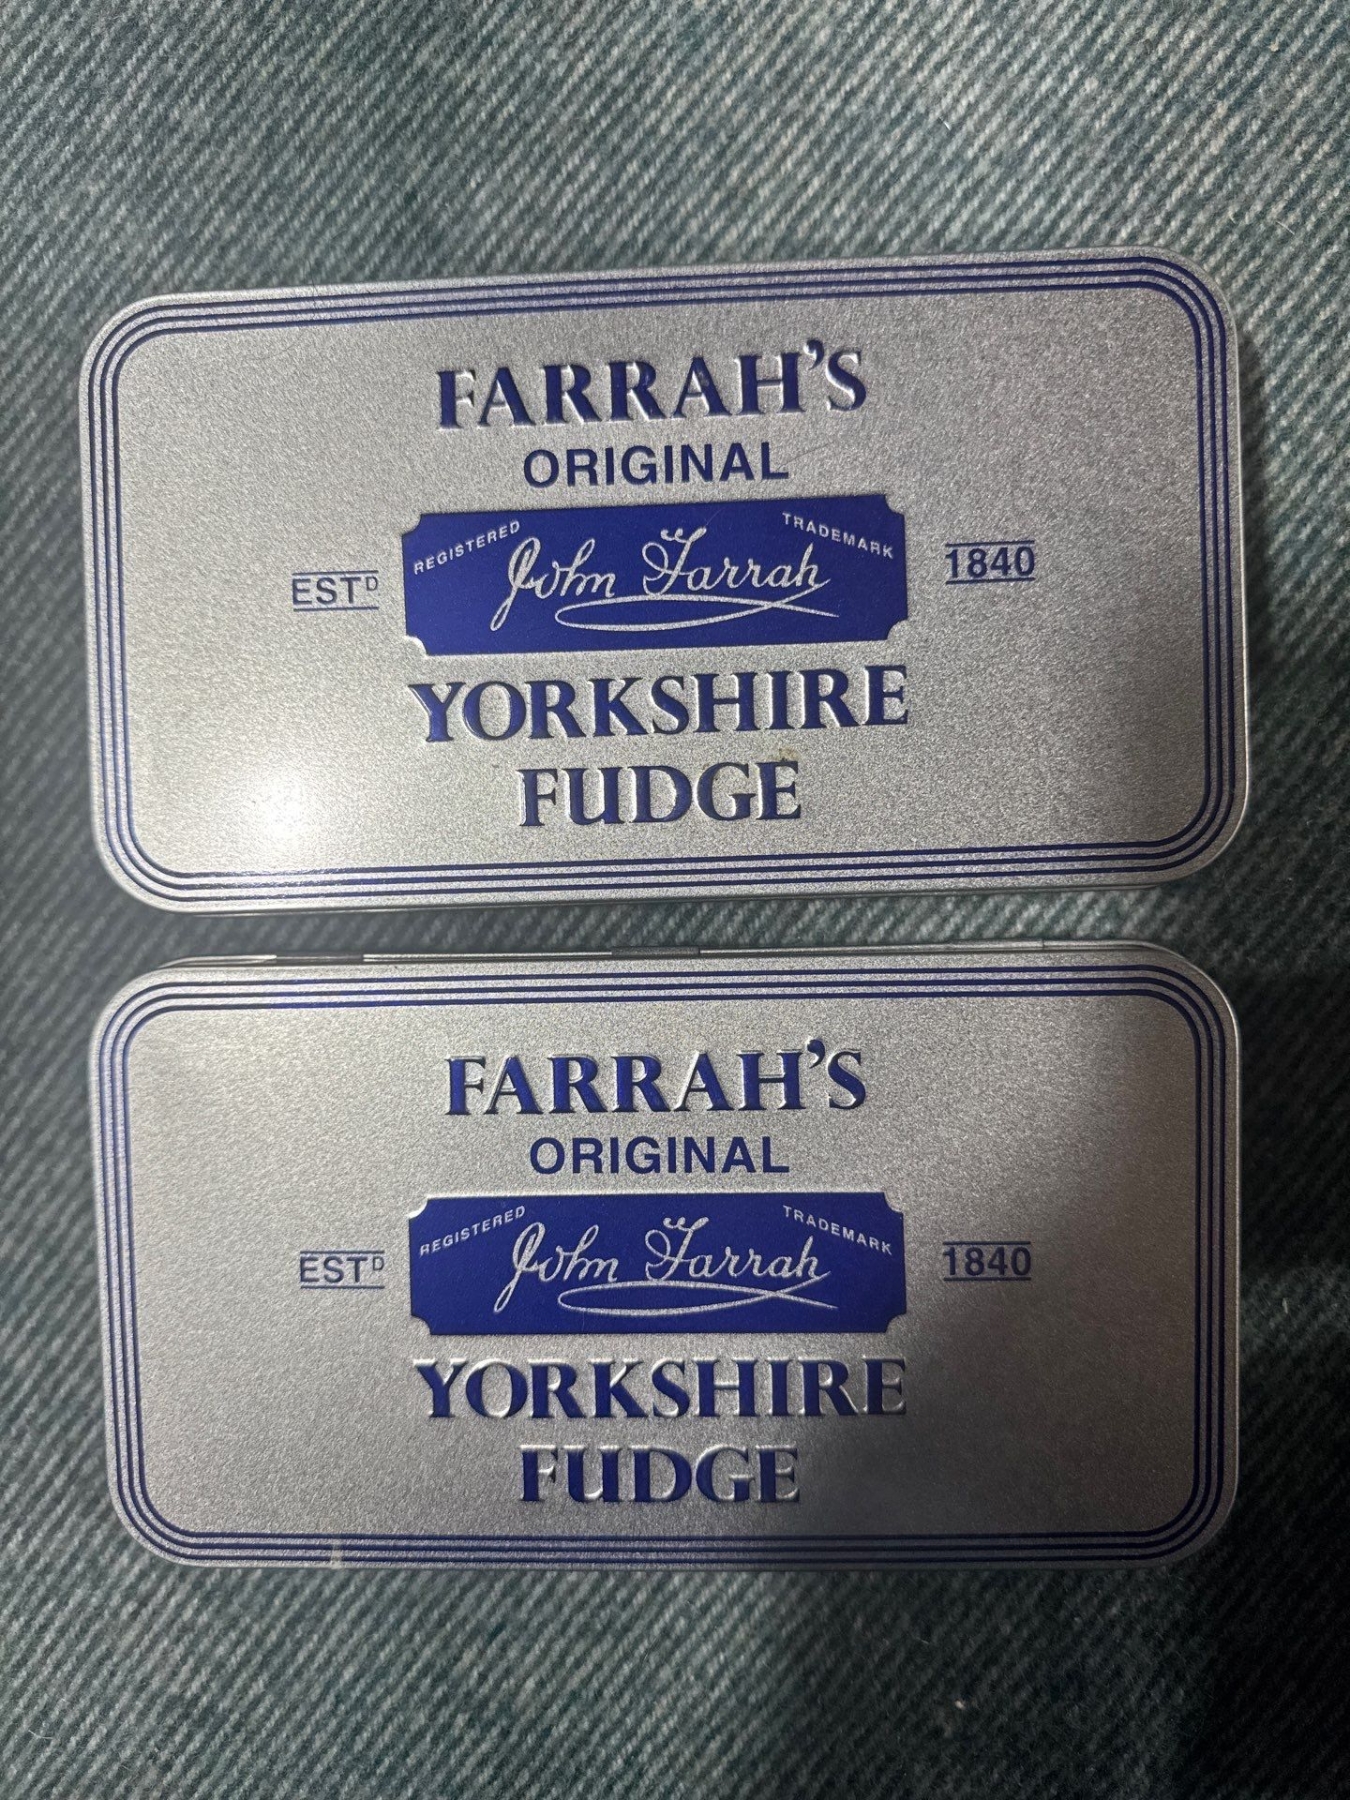 FARRAH'S
ORIGINAL
REGISTERED TRADEMARK
John Farrah
ESTD 1840
YORKSHIRE
FUDGE
FARRAH'S
ORIGINAL
REGISTERED TRADEMARK
John Farrah
ESTD 1840
YORKSHIRE
FUDGE